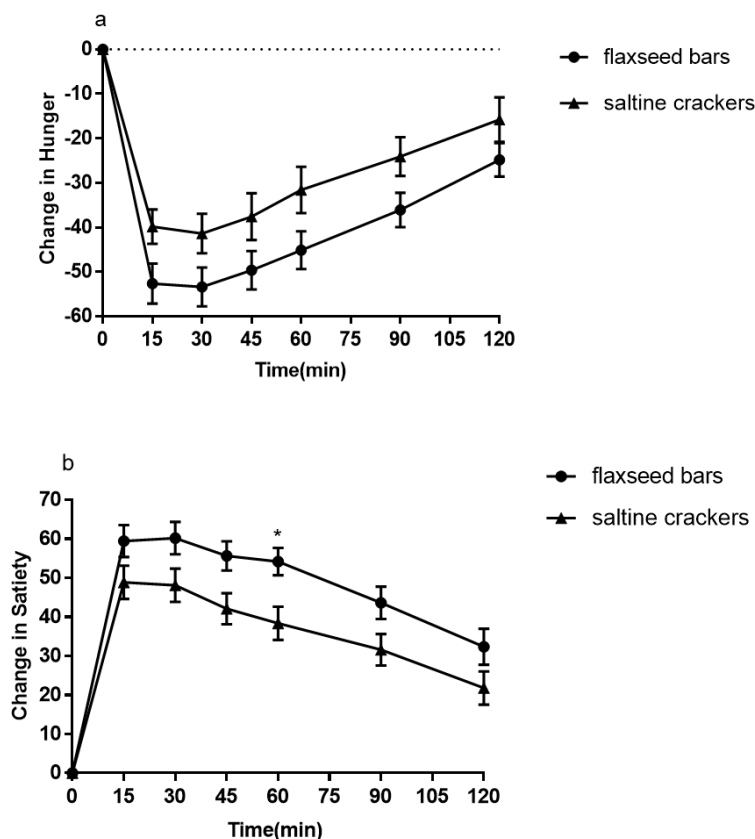 a
flaxseed bars
saltine crackers
Change in Hunger
0
-10
-20
-30
-40
-50
-60
0 15 30 45 60 75 90 105 120
Time(min)
b
flaxseed bars
saltine crackers
Change in Satiety
70
60
50
40
30
20
10
0
*
0 15 30 45 60 75 90 105 120
Time(min)